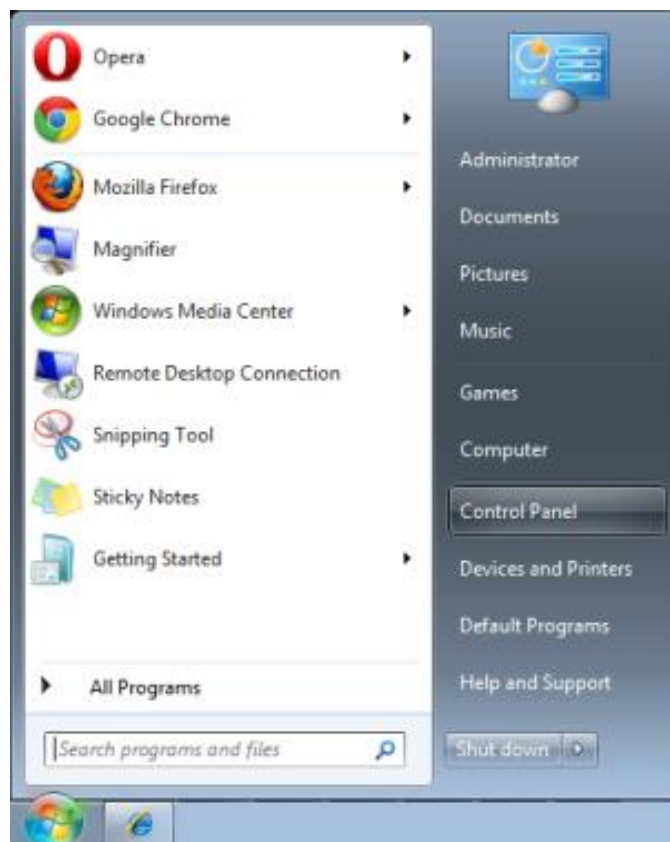 Opera
Google Chrome
Mozilla Firefox
Magnifier
Windows Media Center
Remote Desktop Connection
Snipping Tool
Sticky Notes
Getting Started
All Programs
Search programs and files
Administrator
Documents
Pictures
Music
Games
Computer
Control Panel
Devices and Printers
Default Programs
Help and Support
Shut down